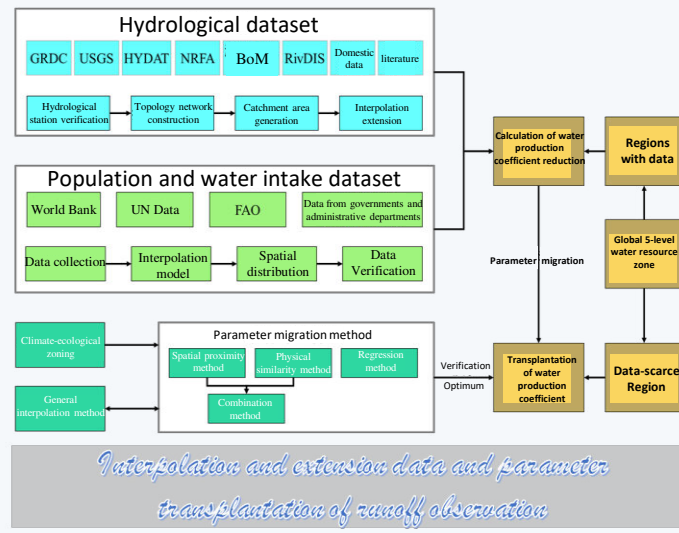 Hydrological dataset
GRDC USGS HYDAT NRFA BoM RivDIS Domestic data literature
Hydrological station verification
Topology network construction
Catchment area generation
Interpolation extension
Population and water intake dataset
World Bank
UN Data
FAO
Data from governments and administrative departments
Data collection
Interpolation model
Spatial distribution
Data Verification
Calculation of water production coefficient reduction
Regions with data
Global 5-level water resource zone
Parameter migration
Climate-ecological zoning
General interpolation method
Parameter migration method
Spatial proximity method
Physical similarity method
Regression method
Combination method
Verification
Optimum
Transplantation of water production coefficient
Data-scarce Region
Interpolation and extension data and parameter
transplantation of runoff observation